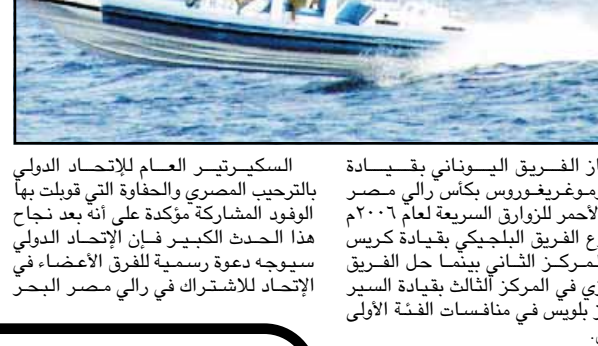 از الفريق اليوناني بقيادة
وموغريغوروس بكأس رالي مصر
الأحمر للزوارق السريعة لعام ٢٠٠٦م
ع الفريق البلجيكي بقيادة كريس
لمركز الثاني بينما حل الفريق
زي في المركز الثالث بقيادة السير
ز بلويس في منافسات الفئة الأولى
ن.
السكيرتير العام للإتحاد الدولي
بالترحيب المصري والحفاوة التي قوبلت بها
الوفود المشاركة مؤكدة على أنه بعد نجاح
هذا الحدث الكبير فإن الإتحاد الدولي
سيوجه دعوة رسمية للفرق الأعضاء في
الإتحاد للاشتراك في رالي مصر البحر